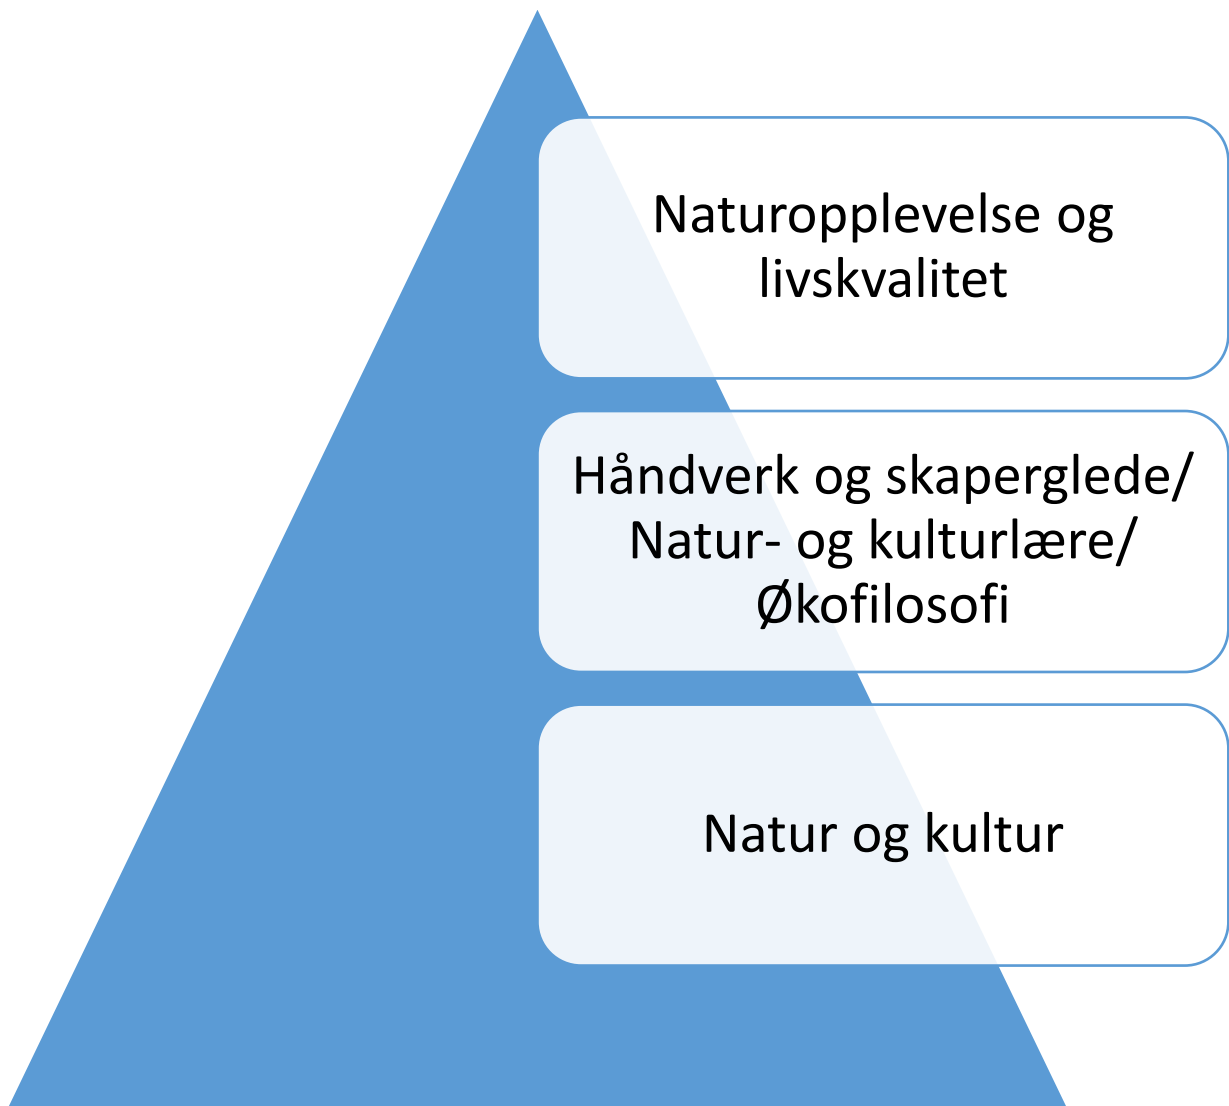 Naturopplevelse og
livskvalitet
Håndverk og skaperglede/
Natur- og kulturlære/
Økofilosofi
Natur og kultur